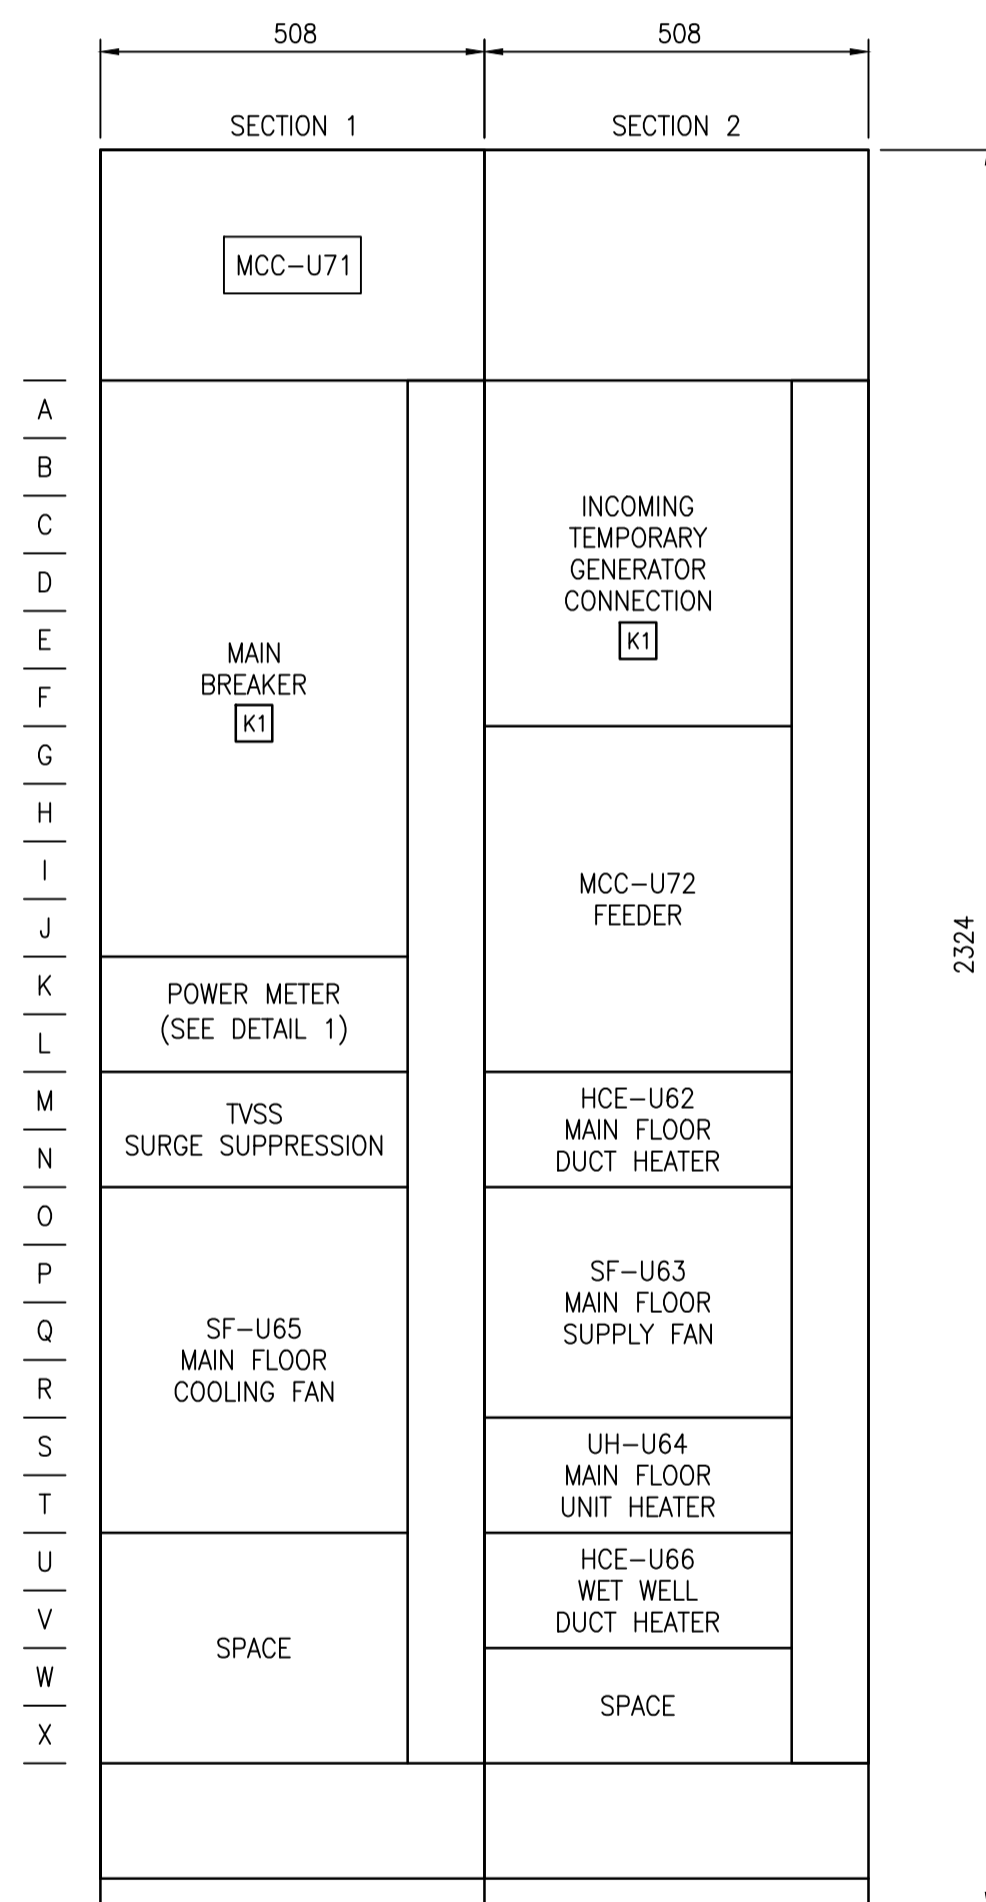 508
508
SECTION 1
SECTION 2
MCC-U71
A
B
C
D
E
F
G
H
I
J
K
L
M
N
O
P
Q
R
S
T
U
V
W
X
MAIN
BREAKER
K1
POWER METER
(SEE DETAIL 1)
TVSS
SURGE SUPPRESSION
SF-U65
MAIN FLOOR
COOLING FAN
SPACE
INCOMING
TEMPORARY
GENERATOR
CONNECTION
K1
MCC-U72
FEEDER
HCE-U62
MAIN FLOOR
DUCT HEATER
SF-U63
MAIN FLOOR
SUPPLY FAN
UH-U64
MAIN FLOOR
UNIT HEATER
HCE-U66
WET WELL
DUCT HEATER
SPACE
2324